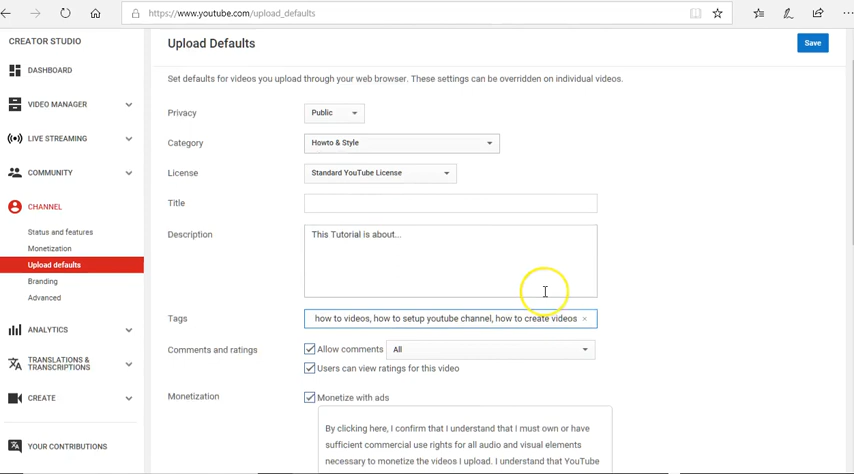 https://www.youtube.com/upload_defaults
CREATOR STUDIO
DASHBOARD
VIDEO MANAGER
LIVE STREAMING
COMMUNITY
CHANNEL
Status and features
Monetization
Upload defaults
Branding
Advanced
ANALYTICS
TRANSLATIONS &
TRANSCRIPTIONS
CREATE
YOUR CONTRIBUTIONS
Upload Defaults
Save
Set defaults for videos you upload through your web browser. These settings can be overridden on individual videos.
Privacy
Public
Category
Howto & Style
License
Standard YouTube License
Title
Description
This Tutorial is about...
Tags
how to videos, how to setup youtube channel, how to create videos ×
Comments and ratings
Allow comments
All
Users can view ratings for this video
Monetization
Monetize with ads
By clicking here, I confirm that I understand that I must own or have
sufficient commercial use rights for all audio and visual elements
necessary to monetize the videos I upload. I understand that YouTube